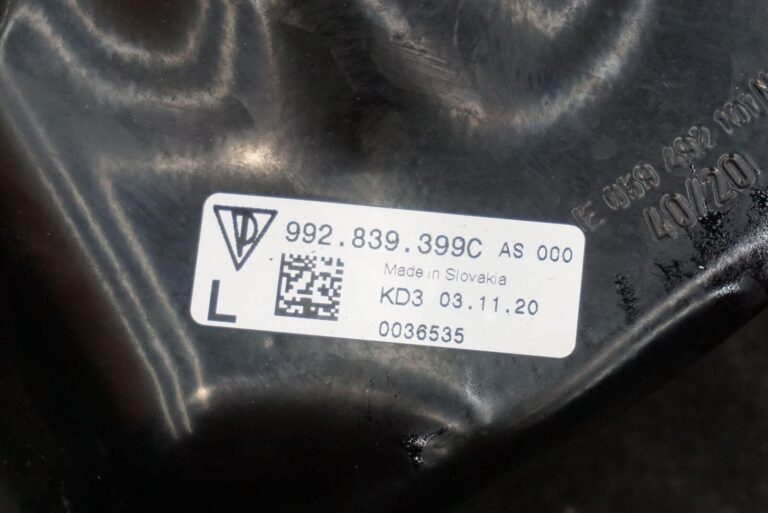 992.839.399C AS 000
Made in Slovakia
KD3 03.11.20
0036535
L
40/20